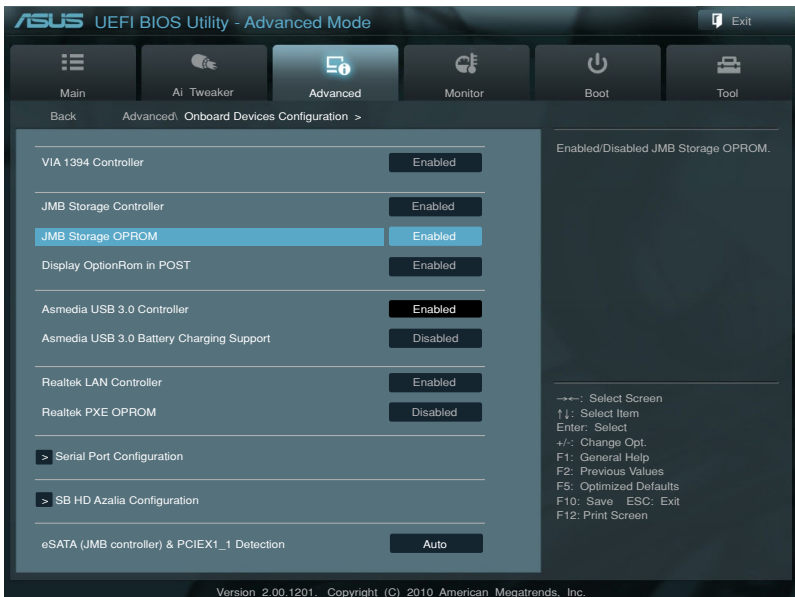 ASUS UEFI BIOS Utility - Advanced Mode
Exit
Main Ai Tweaker Advanced Monitor Boot Tool
Back Advanced\ Onboard Devices Configuration >
VIA 1394 Controller Enabled
JMB Storage Controller Enabled
JMB Storage OPROM Enabled
Display OptionRom in POST Enabled
Asmedia USB 3.0 Controller Enabled
Asmedia USB 3.0 Battery Charging Support Disabled
Realtek LAN Controller Enabled
Realtek PXE OPROM Disabled
> Serial Port Configuration
> SB HD Azalia Configuration
eSATA (JMB controller) & PCIEX1_1 Detection Auto
Enabled/Disabled JMB Storage OPROM.
→←: Select Screen
↑↓: Select Item
Enter: Select
+/-: Change Opt.
F1: General Help
F2: Previous Values
F5: Optimized Defaults
F10: Save ESC: Exit
F12: Print Screen
Version 2.00.1201. Copyright (C) 2010 American Megatrends, Inc.